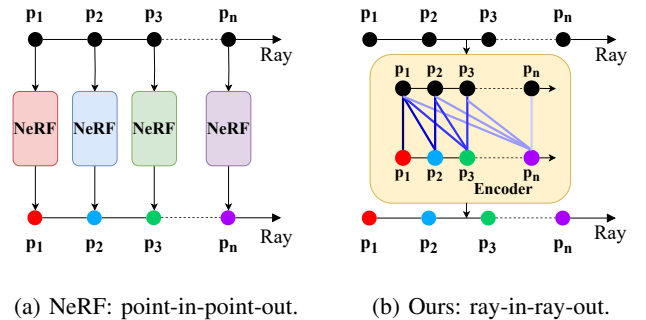 p1 p2 p3 pn
Ray
NeRF NeRF NeRF NeRF
Ray
p1 p2 p3 pn
(a) NeRF: point-in-point-out.
p1 p2 p3 pn
Ray
p1 p2 p3 pn
p1 p2 p3 pn
Encoder
Ray
p1 p2 p3 pn
(b) Ours: ray-in-ray-out.